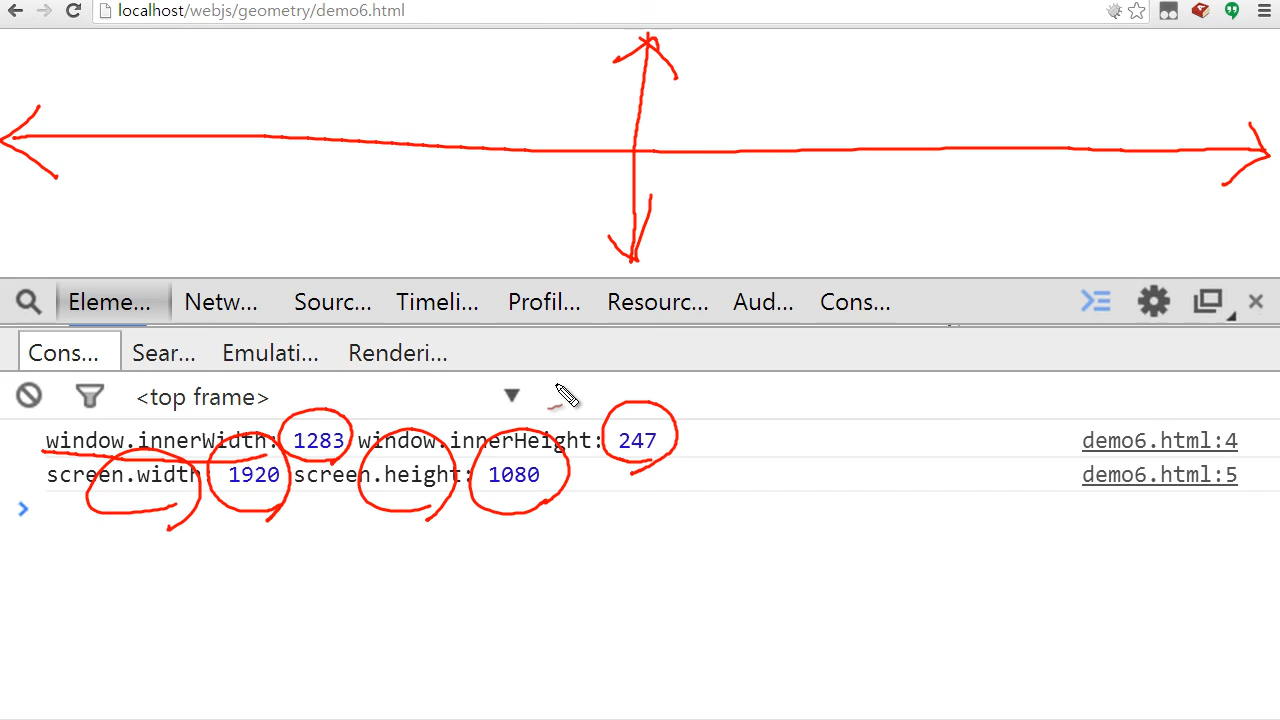 localhost/webjs/geometry/demo6.html
Eleme... Netw... Sourc... Timeli... Profil... Resourc... Aud... Cons...
Cons... Sear... Emulati... Renderi...
<top frame>
window.innerWidth: 1283 window.innerHeight: 247 demo6.html:4
screen.width: 1920 screen.height: 1080 demo6.html:5